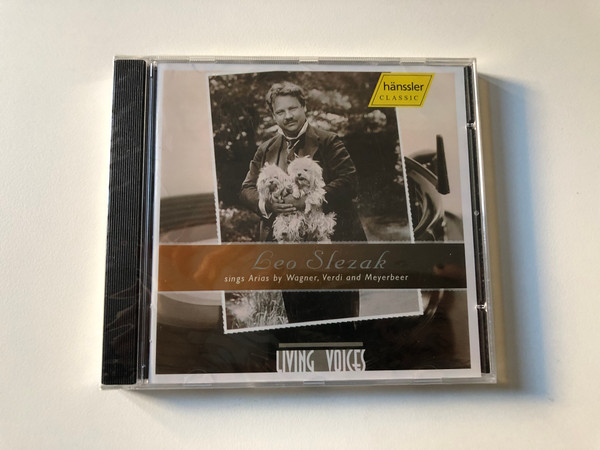 hänssler
CLASSIC
Leo Slezak
sings Arias by Wagner, Verdi and Meyerbeer
LIVING VOICES